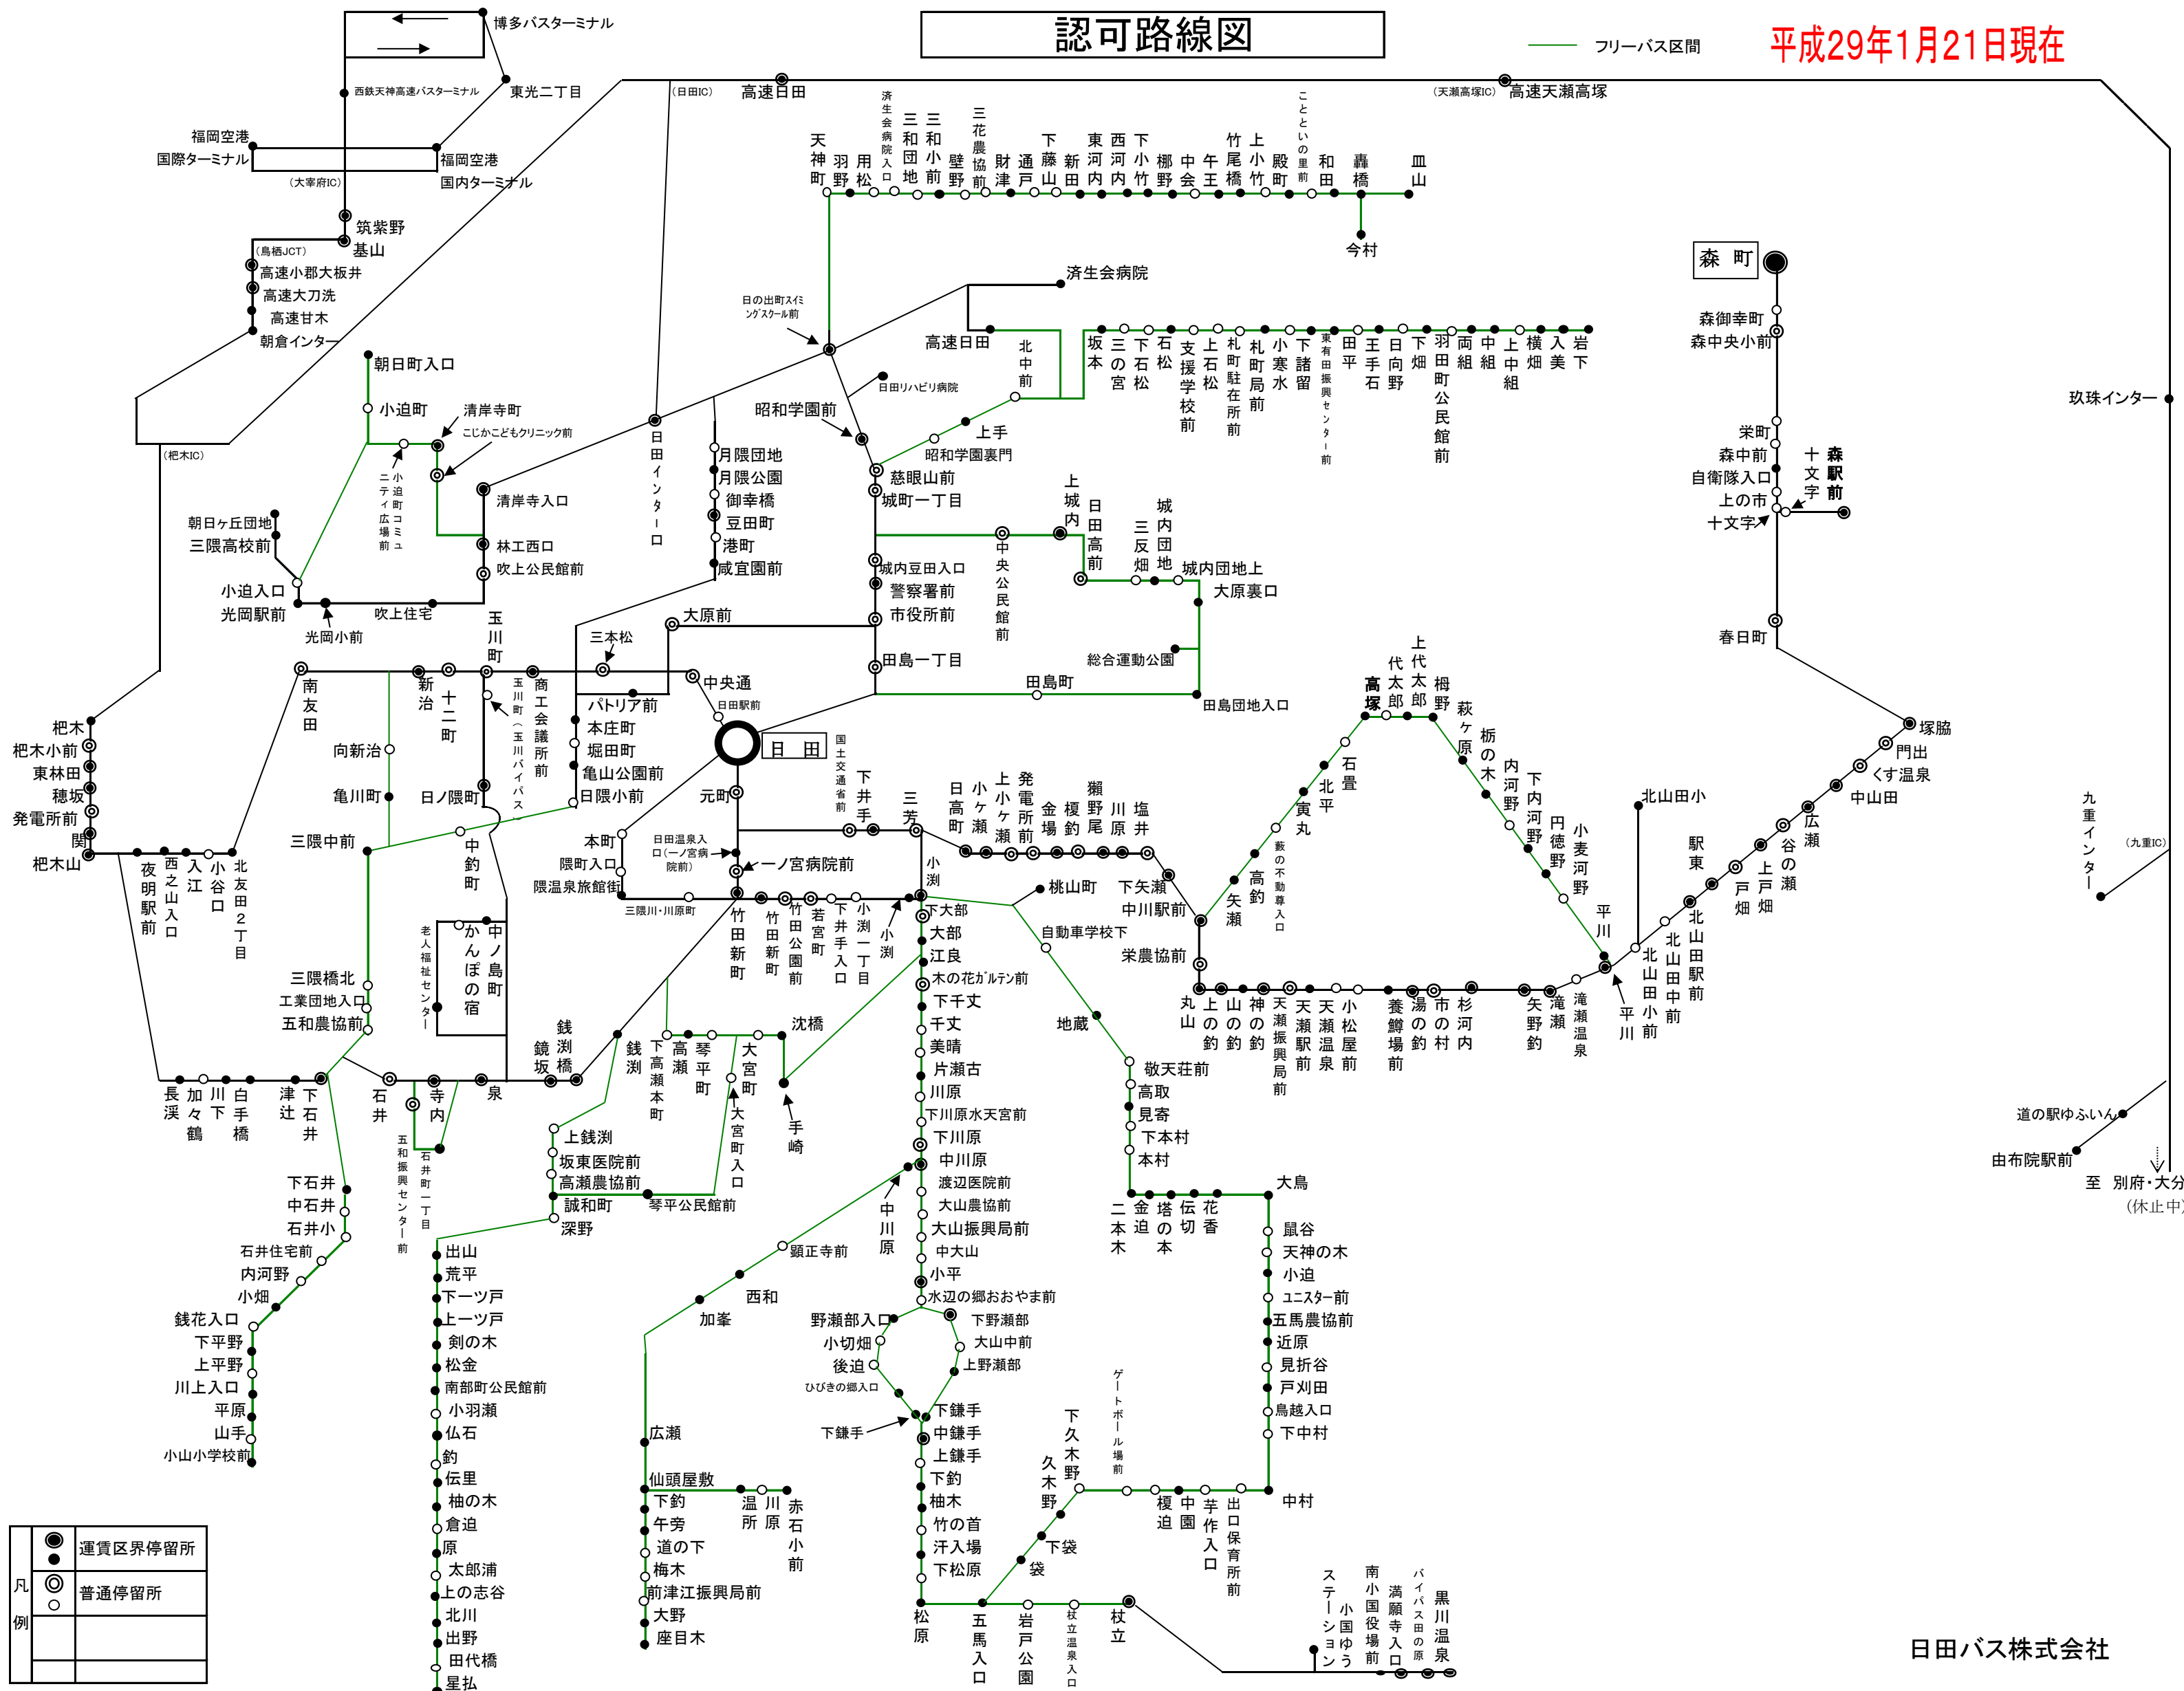 認可路線図
フリーバス区間
平成29年1月21日現在
博多バスターミナル
西鉄天神高速バスターミナル
東光二丁目
福岡空港
国際ターミナル
福岡空港
国内ターミナル
(大宰府IC)
筑紫野
基山
(鳥栖JCT)
高速小郡大板井
高速大刀洗
高速甘木
朝倉インター
(杷木IC)
(日田IC)
高速日田
(天瀬高塚IC)
高速天瀬高塚
天神町
羽野
用松
済生会病院入口
三和団地
三和小前
壁野
三花農協前
財津
通戸
下藤山
新田
東河内
西河内
下小竹
梛野
中会
午王
竹尾橋
上小竹
殿町
ことといの里前
和田
轟橋
皿山
今村
済生会病院
日の出町スイミングスクール前
高速日田
北中前
坂本
三の宮
下石松
石松
支援学校前
上石松
札町駐在所前
札町局前
小寒水
下諸留
東有田振興センター前
田平
王手石
日向野
下畑
羽田町公民館前
両組
中組
上中組
横畑
入美
岩下
日田リハビリ病院
昭和学園前
上手
昭和学園裏門
慈眼山前
城町一丁目
朝日町入口
小迫町
清岸寺町
こじかこどもクリニック前
小迫町コミュニティ広場前
清岸寺入口
林工西口
吹上公民館前
朝日ヶ丘団地
三隈高校前
小迫入口
光岡駅前
光岡小前
吹上住宅
日田インター口
月隈団地
月隈公園
御幸橋
豆田町
港町
咸宜園前
中央公民館前
上城内
日田高前
三反畑
城内団地
城内団地上
大原裏口
城内豆田入口
警察署前
市役所前
田島一丁目
総合運動公園
田島町
田島団地入口
大原前
三本松
玉川町
南友田
新治
十二町
玉川町(玉川バイパス)
商工会議所前
中央通
日田駅前
パトリア前
本庄町
堀田町
亀山公園前
日隈小前
日田
向新治
亀川町
日ノ隈町
三隈中前
中釣町
元町
本町
隈町入口
隈温泉旅館街
三隈川・川原町
日田温泉入口(一ノ宮病院前)
一ノ宮病院前
国土交通省前
下井手
三芳
日高町
小ヶ瀬
上小ヶ瀬
発電所前
金場
榎釣
瀬野尾
川原
塩井
竹田新町
竹田新町
竹田公園前
若宮町
下井手入口
小渕一丁目
小渕
小渕
下大部
大部
江良
木の花ガルテン前
下千丈
千丈
美晴
片瀬古
川原
下川原水天宮前
下川原
中川原
渡辺医院前
大山農協前
大山振興局前
中大山
小平
水辺の郷おおやま前
野瀬部入口
小切畑
後迫
ひびきの郷入口
下鎌手
下野瀬部
大山中前
上野瀬部
下鎌手
中鎌手
上鎌手
下釣
柚木
竹の首
汗入場
下松原
松原
五馬入口
岩戸公園
杖立温泉入口
杖立
小国ゆうステーション
南小国役場前
満願寺入口
バイパス田の原
黒川温泉
杷木
杷木小前
東林田
穂坂
発電所前
関
杷木山
夜明駅前
西之山入口
入江
小谷口
北友田2丁目
三隈橋北
工業団地入口
五和農協前
老人福祉センター
かんぽの宿
中ノ島町
鏡坂
銭渕橋
長渓
加々鶴
川下
白手橋
津辻
下石井
石井
寺内
泉
五和振興センター前
石井町一丁目
下石井
中石井
石井小
石井住宅前
内河野
小畑
銭花入口
下平野
上平野
川上入口
平原
山手
小山小学校前
銭渕
下高瀬本町
高瀬
琴平町
大宮町
沈橋
大宮町入口
手崎
上銭渕
坂東医院前
高瀬農協前
誠和町
深野
琴平公民館前
出山
荒平
下一ツ戸
上一ツ戸
剣の木
松金
南部町公民館前
小羽瀬
仏石
釣
伝里
柚の木
倉迫
原
太郎浦
上の志谷
北川
出野
田代橋
星払
中川原
顕正寺前
西和
加峯
広瀬
仙頭屋敷
下釣
午旁
道の下
梅木
前津江振興局前
大野
座目木
温所
川原
赤石小前
桃山町
自動車学校下
地蔵
敬天荘前
高取
見寄
下本村
本村
二本木
金迫
塔の本
伝切
花香
大鳥
鼠谷
天神の木
小迫
ユニスター前
五馬農協前
近原
見折谷
戸刈田
鳥越入口
下中村
中村
出口保育所前
芋作入口
中園
榎迫
ゲートボール場前
下久木野
久木野
下袋
袋
下矢瀬
中川駅前
栄農協前
矢瀬
高釣
薮の不動尊入口
寅丸
北平
石畳
高塚
代太郎
上代太郎
栂野
萩ヶ原
栃の木
内河野
下内河野
円徳野
小麦河野
平川
丸山
上の釣
山の釣
神の釣
天瀬振興局前
天瀬駅前
天瀬温泉
小松屋前
養鱒場前
湯の釣
市の村
杉河内
矢野釣
滝瀬
滝瀬温泉
平川
北山田小前
北山田中前
北山田駅前
北山田小
駅東
戸畑
上戸畑
谷の瀬
広瀬
中山田
くす温泉
門出
塚脇
春日町
森町
森御幸町
森中央小前
栄町
森中前
自衛隊入口
上の市
十文字
十文字
森駅前
玖珠インター
九重インター
(九重IC)
道の駅ゆふいん
由布院駅前
至 別府・大分
(休止中)
凡例
運賃区界停留所
普通停留所
日田バス株式会社